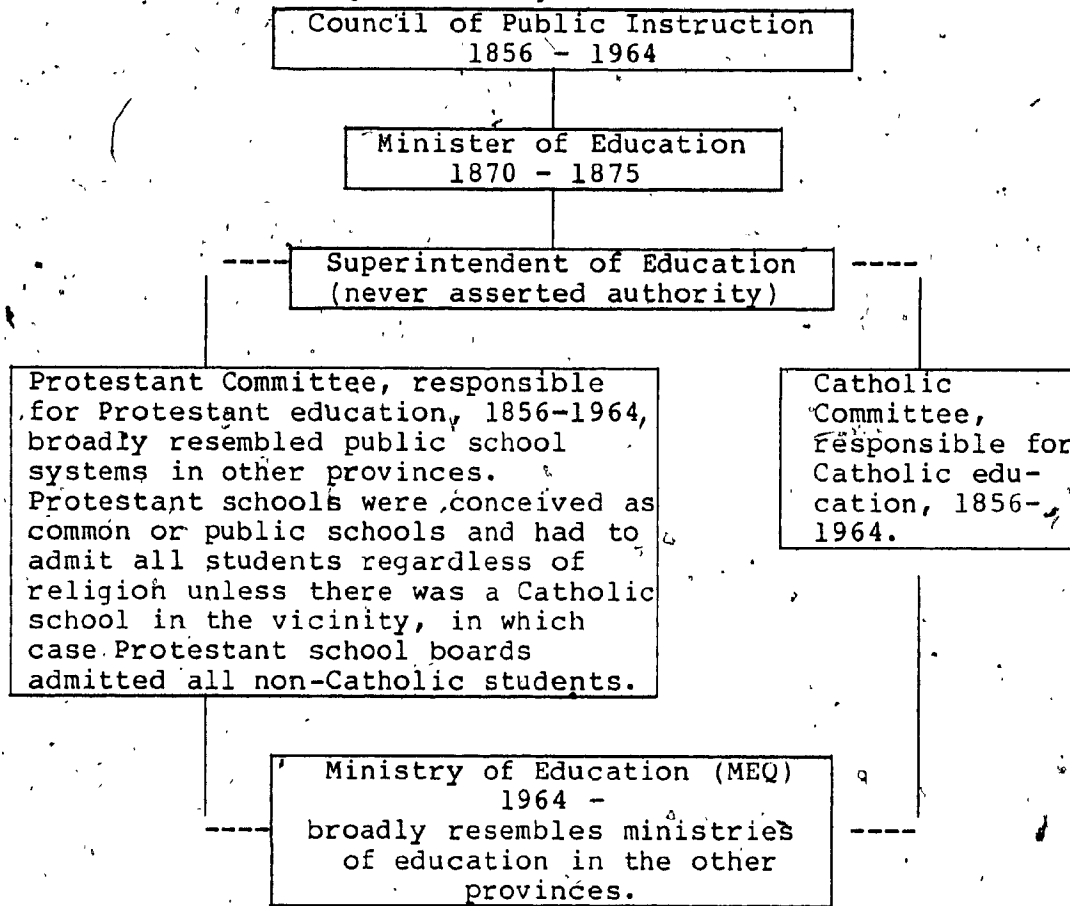 Council of Public Instruction
1856 - 1964
Minister of Education
1870 - 1875
Superintendent of Education
(never asserted authority)
Protestant Committee, responsible
for Protestant education, 1856-1964,
broadly resembled public school
systems in other provinces.
Protestant schools were conceived as
common or public schools and had to
admit all students regardless of
religion unless there was a Catholic
school in the vicinity, in which
case Protestant school boards
admitted all non-Catholic students.
Catholic
Committee,
responsible for
Catholic edu-
cation, 1856-
1964.
Ministry of Education (MEQ)
1964 -
broadly resembles ministries
of education in the other
provinces.